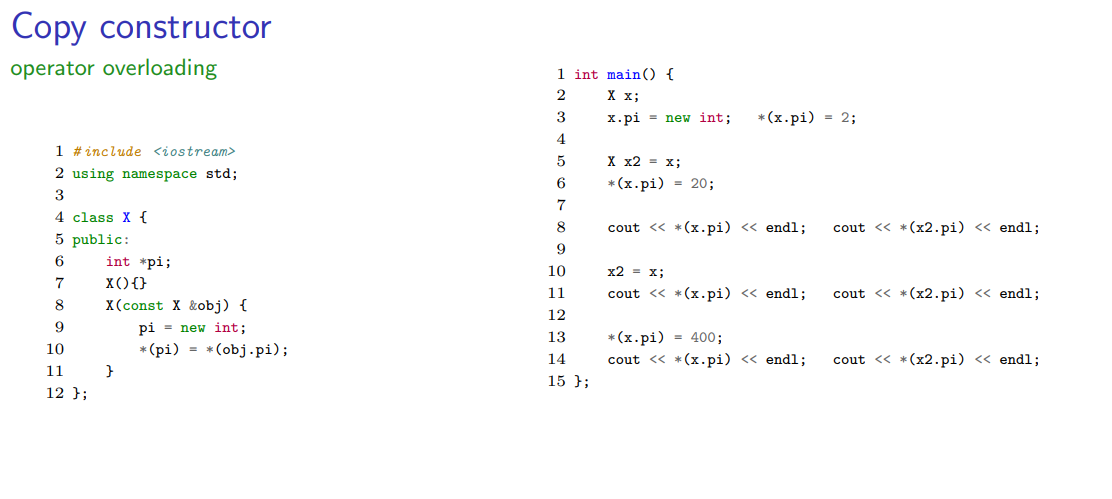 Copy constructor
operator overloading
1 #include <iostream>
2 using namespace std;
3
4 class X {
5 public:
6     int *pi;
7     X(){}
8     X(const X &obj) {
9         pi = new int;
10         *(pi) = *(obj.pi);
11     }
12 };
1 int main() {
2     X x;
3     x.pi = new int;   *(x.pi) = 2;
4
5     X x2 = x;
6     *(x.pi) = 20;
7
8     cout << *(x.pi) << endl;   cout << *(x2.pi) << endl;
9
10     x2 = x;
11     cout << *(x.pi) << endl;   cout << *(x2.pi) << endl;
12
13     *(x.pi) = 400;
14     cout << *(x.pi) << endl;   cout << *(x2.pi) << endl;
15 };